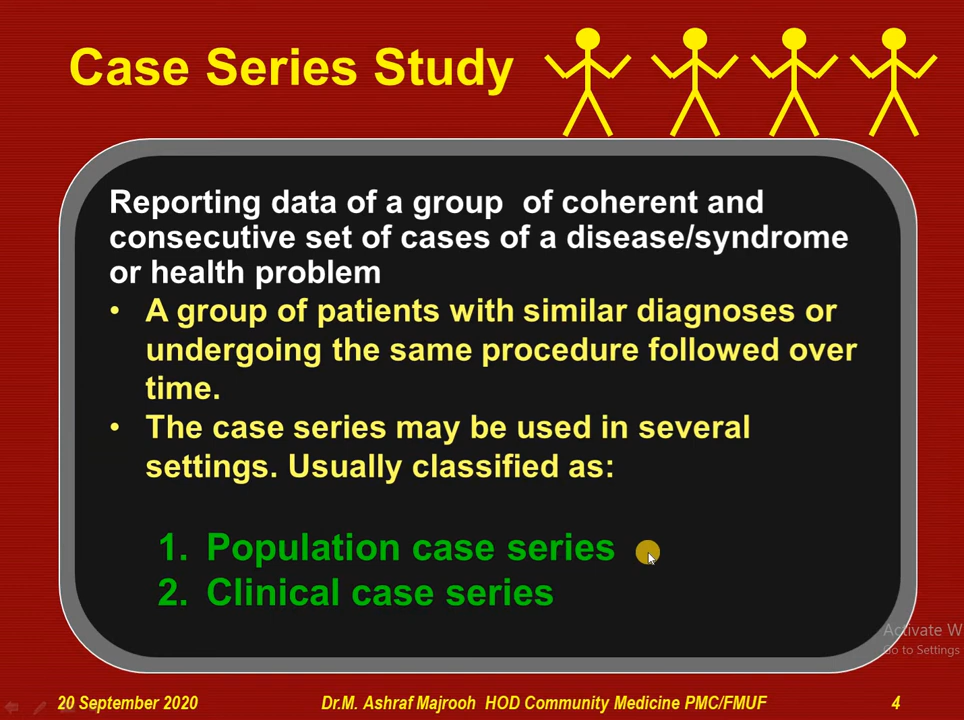 Case Series Study
Reporting data of a group of coherent and
consecutive set of cases of a disease/syndrome
or health problem
• A group of patients with similar diagnoses or
undergoing the same procedure followed over
time.
• The case series may be used in several
settings. Usually classified as:
1. Population case series
2. Clinical case series
Activate W
Go to Settings
20 September 2020 Dr.M. Ashraf Majrooh HOD Community Medicine PMC/FMUF 4